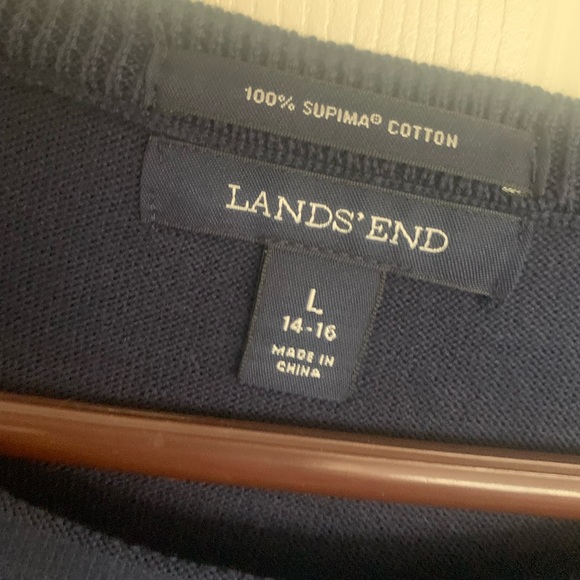 100% SUPIMA® COTTON
LANDS' END
L
14-16
MADE IN
CHINA